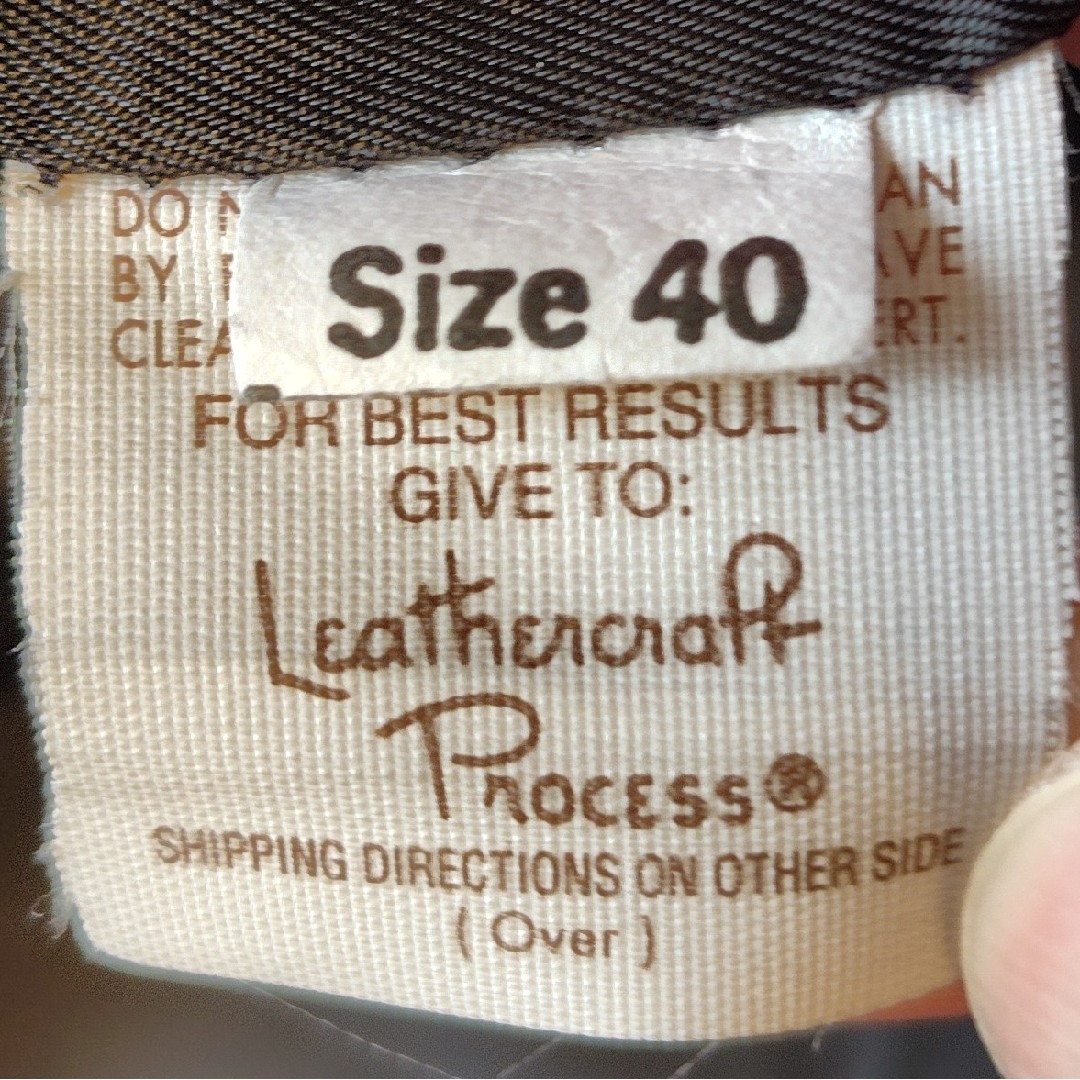 DO
AN
BY
AVE
CLEA
ERT.
Size 40
FOR BEST RESULTS
GIVE TO:
Leathercraft
Process®
SHIPPING DIRECTIONS ON OTHER SIDE
( Over )